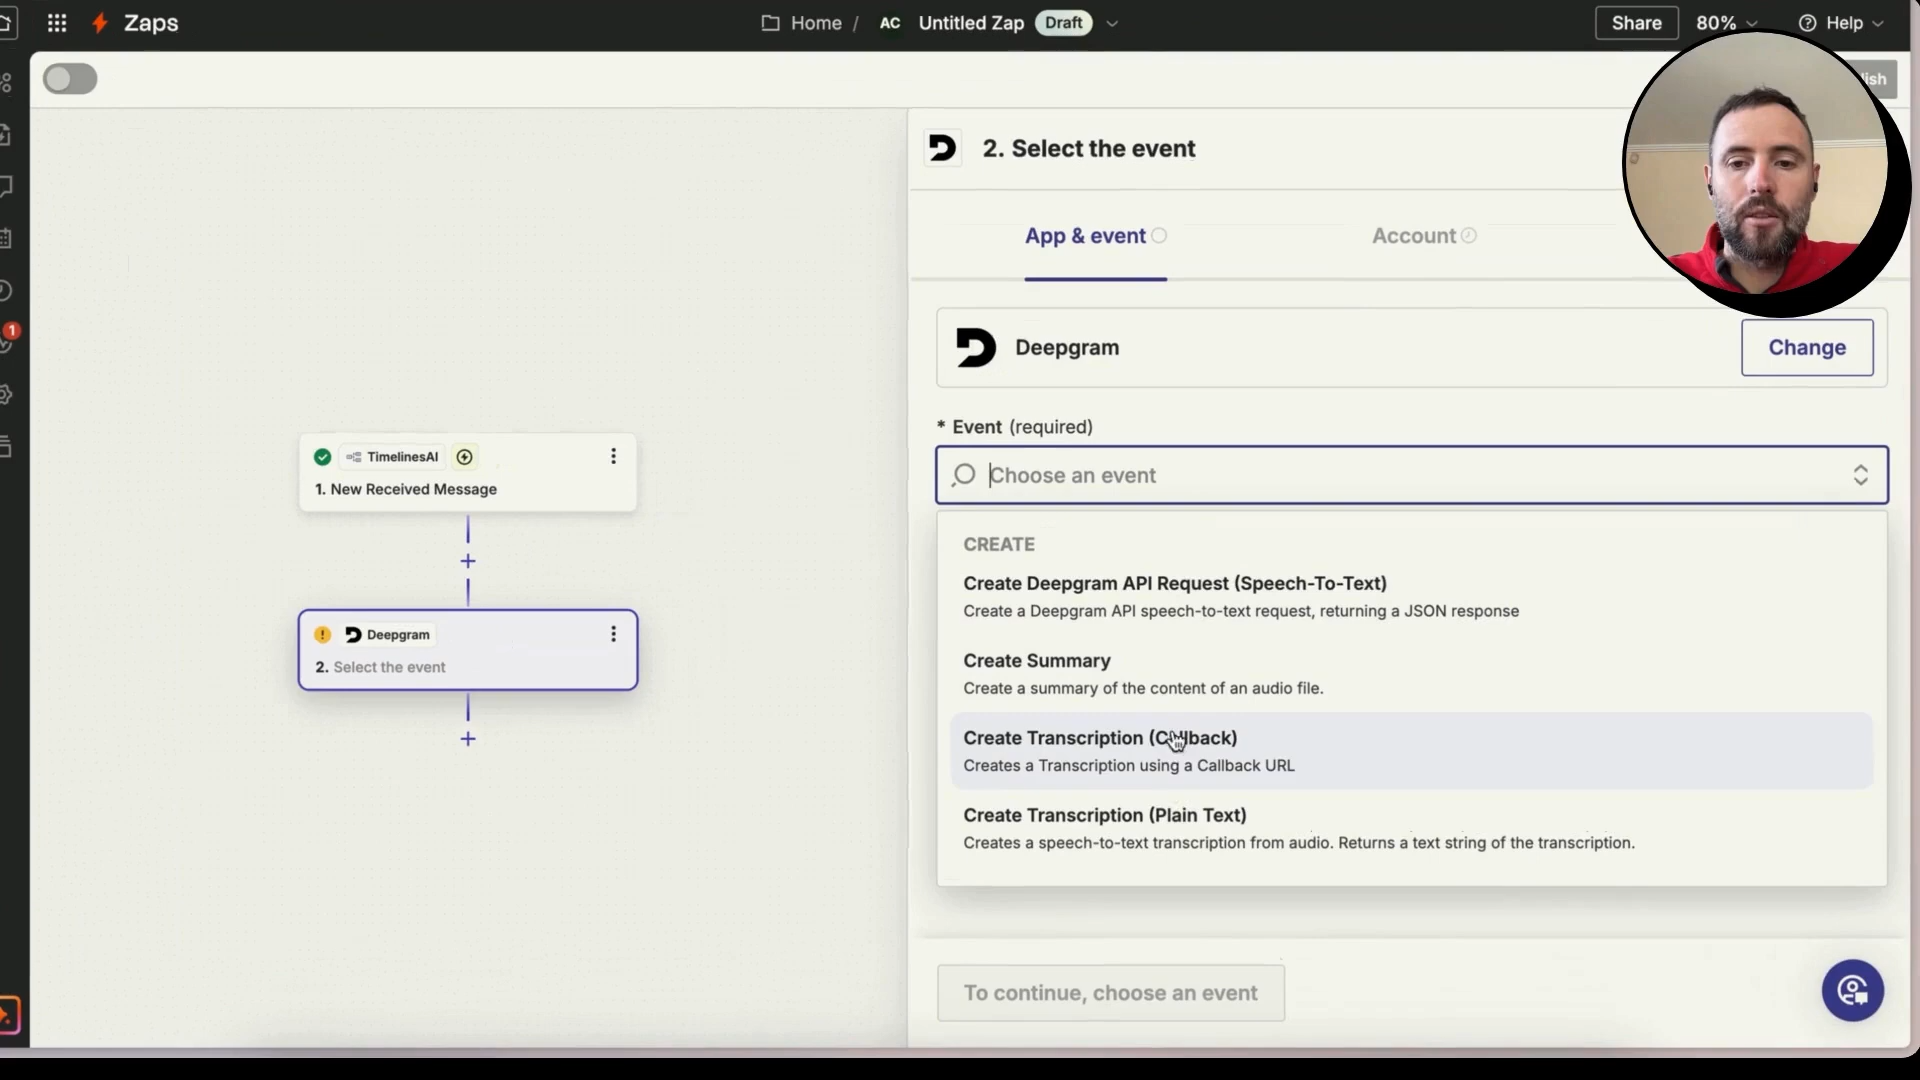 Zaps
Home / AC Untitled Zap Draft
Share 80% Help
lish
1
2. Select the event
App & event
Account
Deepgram
Change
* Event (required)
Choose an event
CREATE
Create Deepgram API Request (Speech-To-Text)
Create a Deepgram API speech-to-text request, returning a JSON response
Create Summary
Create a summary of the content of an audio file.
Create Transcription (Callback)
Creates a Transcription using a Callback URL
Create Transcription (Plain Text)
Creates a speech-to-text transcription from audio. Returns a text string of the transcription.
To continue, choose an event
TimelinesAI
1. New Received Message
Deepgram
2. Select the event